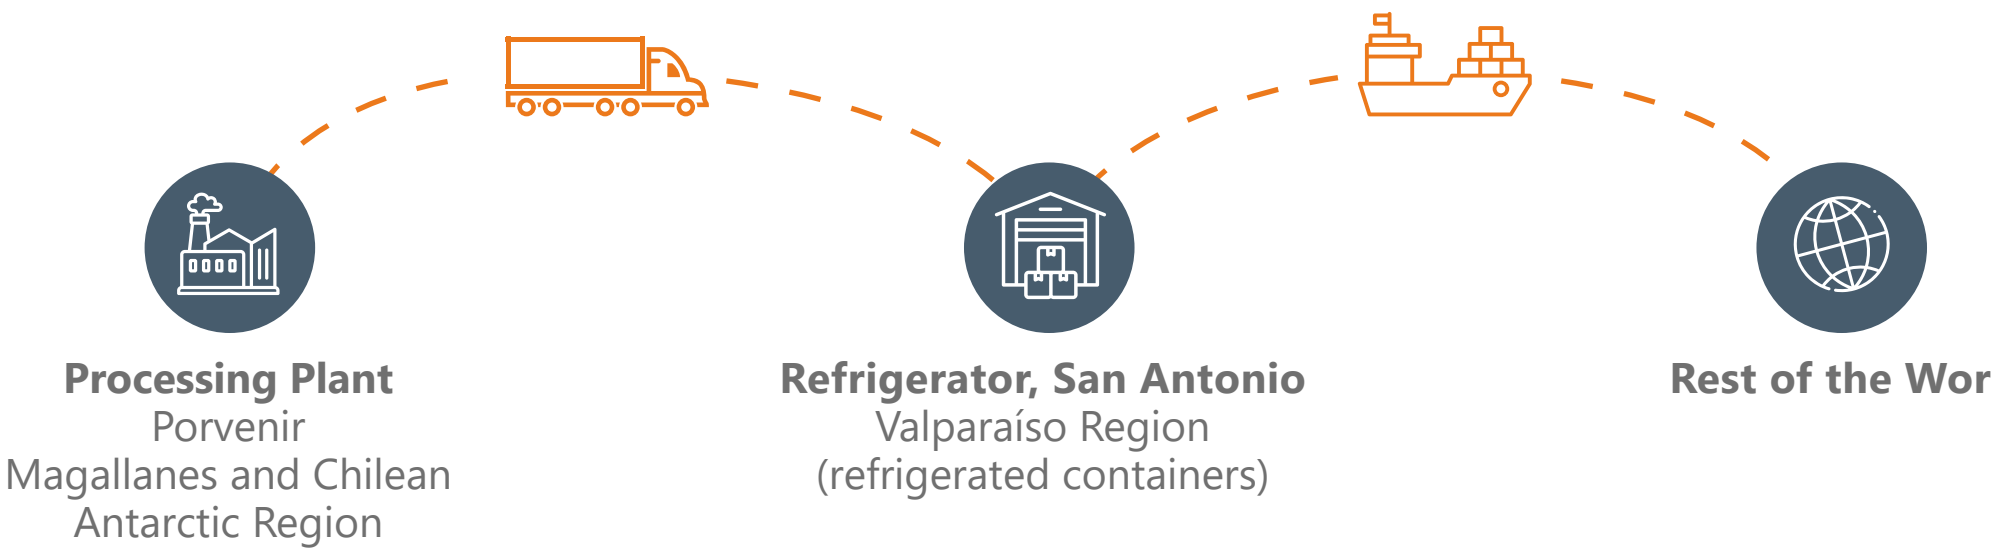 Processing Plant
Porvenir
Magallanes and Chilean
Antarctic Region
Refrigerator, San Antonio
Valparaíso Region
(refrigerated containers)
Rest of the Wor